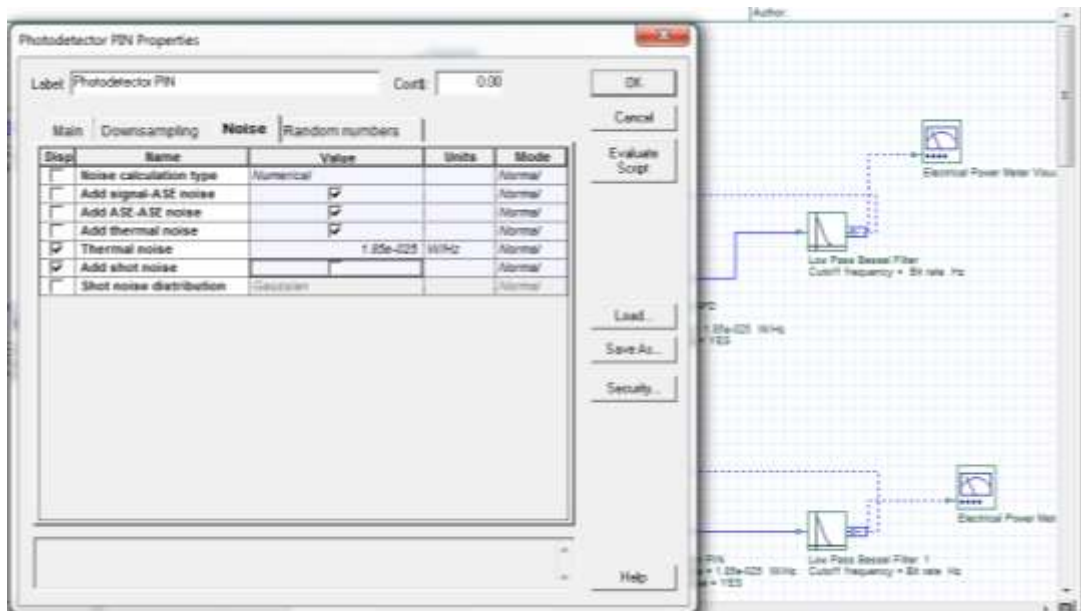 Author:
Photodetector PIN Properties
Label: Photodetector PIN
Cost$: 0.00
OK
Cancel
Evaluate
Script
Main Downsampling Noise Random numbers
Disp Name Value Units Mode
Noise calculation type Numerical Normal
Add signal-ASE noise Normal
Add ASE-ASE noise Normal
Add thermal noise Normal
Thermal noise 1.85e-025 W/Hz Normal
Add shot noise Normal
Shot noise distribution Gaussian Normal
Load...
Save As...
Security...
Help
Electrical Power Meter Visu
Low Pass Bessel Filter
Cutoff frequency = Bit rate Hz
1.85e-025 W/Hz
= YES
Electrical Power Met
PIN
= 1.85e-025 W/Hz
= YES
Low Pass Bessel Filter 1
Cutoff frequency = Bit rate Hz